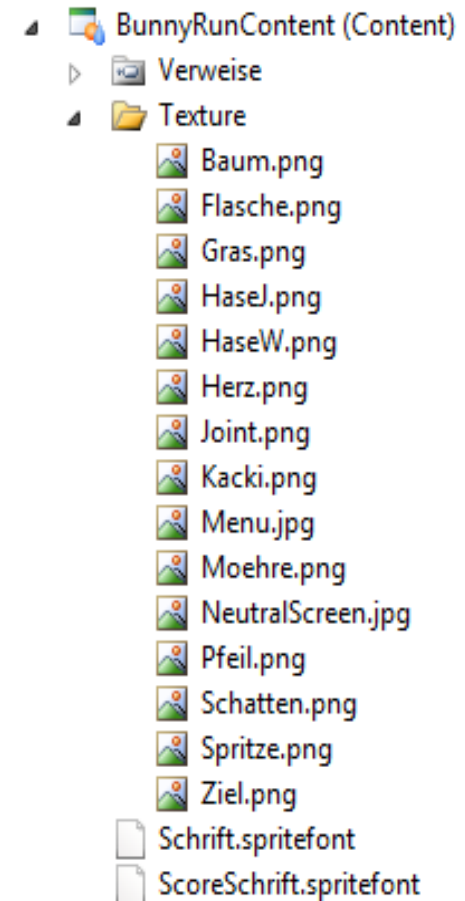 BunnyRunContent (Content)
Verweise
Texture
Baum.png
Flasche.png
Gras.png
HaseJ.png
HaseW.png
Herz.png
Joint.png
Kacki.png
Menu.jpg
Moehre.png
NeutralScreen.jpg
Pfeil.png
Schatten.png
Spritze.png
Ziel.png
Schrift.spritefont
ScoreSchrift.spritefont